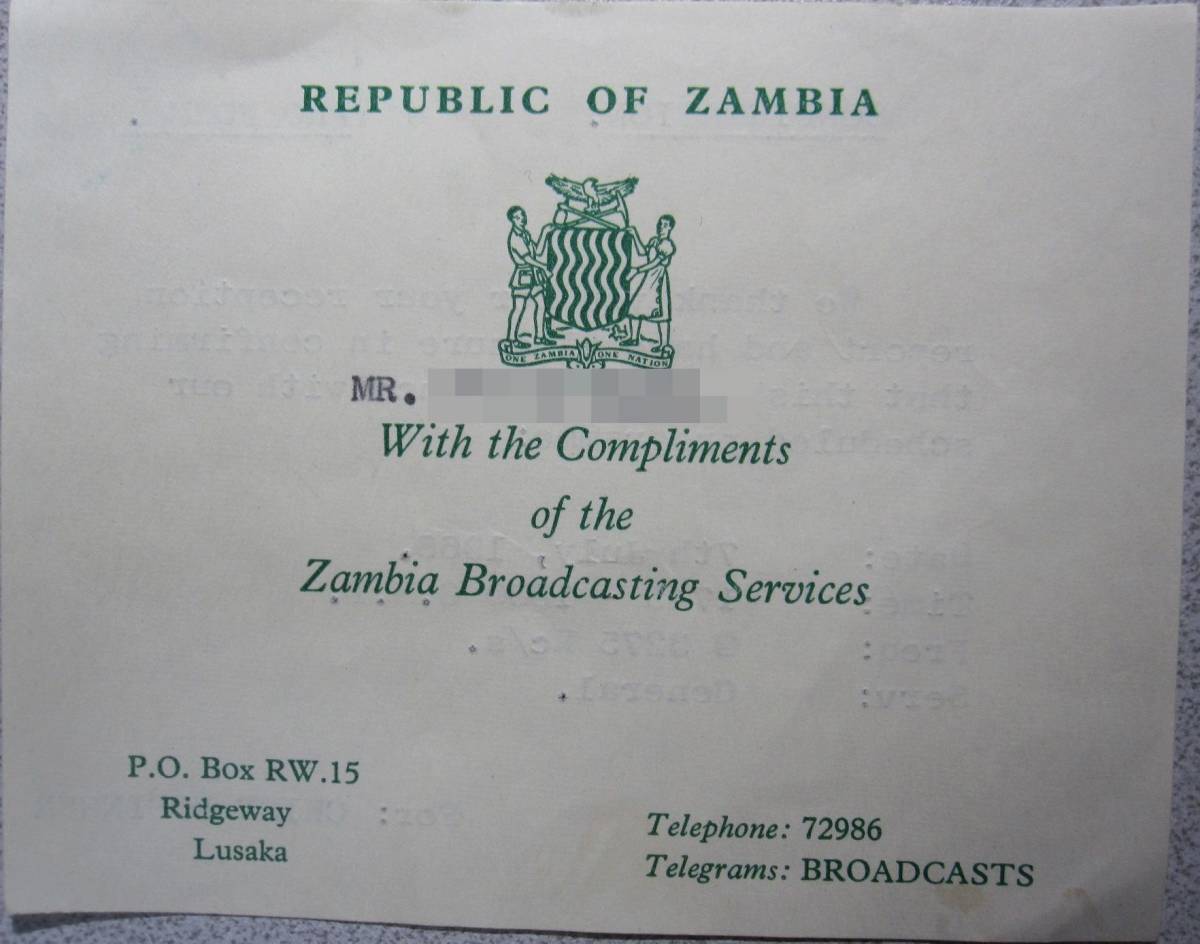 REPUBLIC OF ZAMBIA
ONE ZAMBIA ONE NATION
MR.
With the Compliments
of the
Zambia Broadcasting Services
P.O. Box RW.15
Ridgeway
Lusaka
Telephone: 72986
Telegrams: BROADCASTS